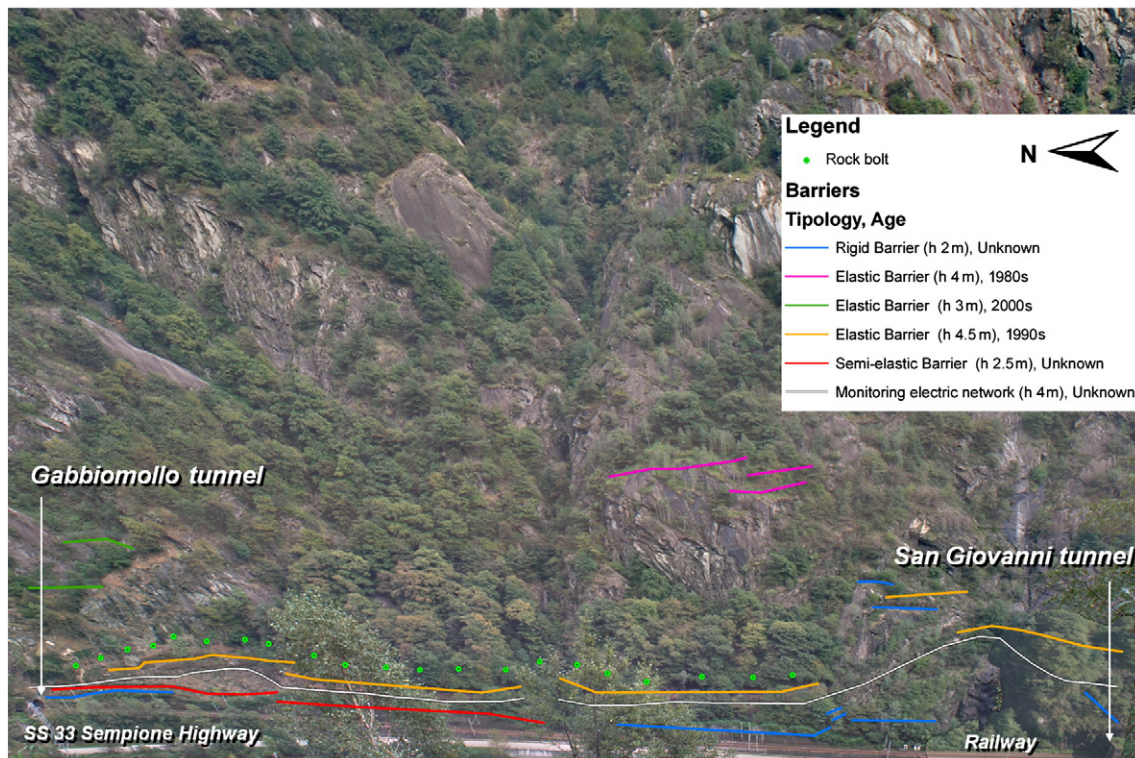 Legend
N
Rock bolt
Barriers
Tipology, Age
Rigid Barrier (h 2 m), Unknown
Elastic Barrier (h 4 m), 1980s
Elastic Barrier (h 3 m), 2000s
Elastic Barrier (h 4.5 m), 1990s
Semi-elastic Barrier (h 2.5 m), Unknown
Monitoring electric network (h 4 m), Unknown
Gabbiomollo tunnel
San Giovanni tunnel
SS 33 Sempione Highway
Railway